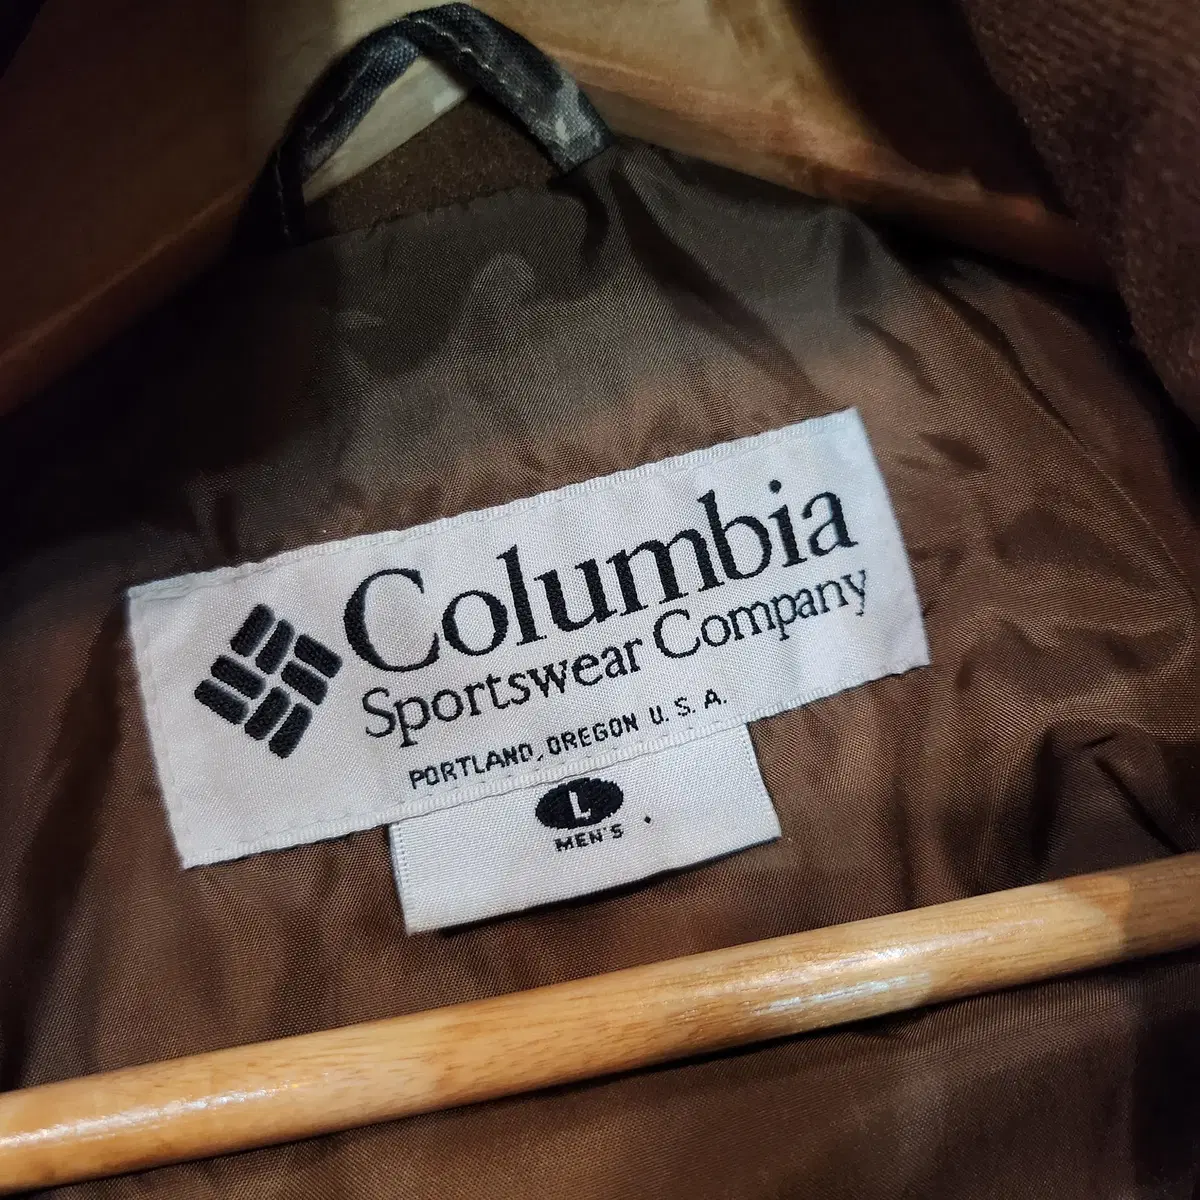 Columbia
Sportswear Company
PORTLAND, OREGON U. S. A.
L
MEN'S